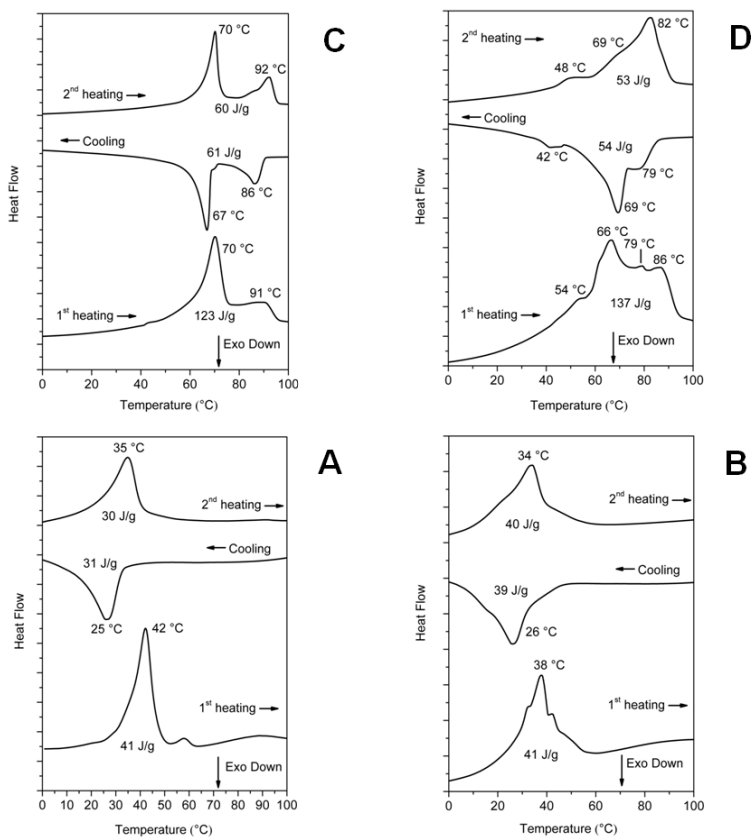 C
70 °C
92 °C
2nd heating
60 J/g
Cooling
61 J/g
86 °C
67 °C
70 °C
91 °C
1st heating
123 J/g
Exo Down
Heat Flow
0 20 40 60 80 100
Temperature (°C)
D
82 °C
2nd heating
69 °C
48 °C
53 J/g
Cooling
54 J/g
42 °C
79 °C
69 °C
66 °C
79 °C
86 °C
54 °C
1st heating
137 J/g
Exo Down
Heat Flow
0 20 40 60 80 100
Temperature (°C)
A
35 °C
2nd heating
30 J/g
Cooling
31 J/g
25 °C
42 °C
1st heating
41 J/g
Exo Down
Heat Flow
0 10 20 30 40 50 60 70 80 90 100
Temperature (°C)
B
34 °C
2nd heating
40 J/g
Cooling
39 J/g
26 °C
38 °C
1st heating
41 J/g
Exo Down
Heat Flow
0 20 40 60 80 100
Temperature (°C)